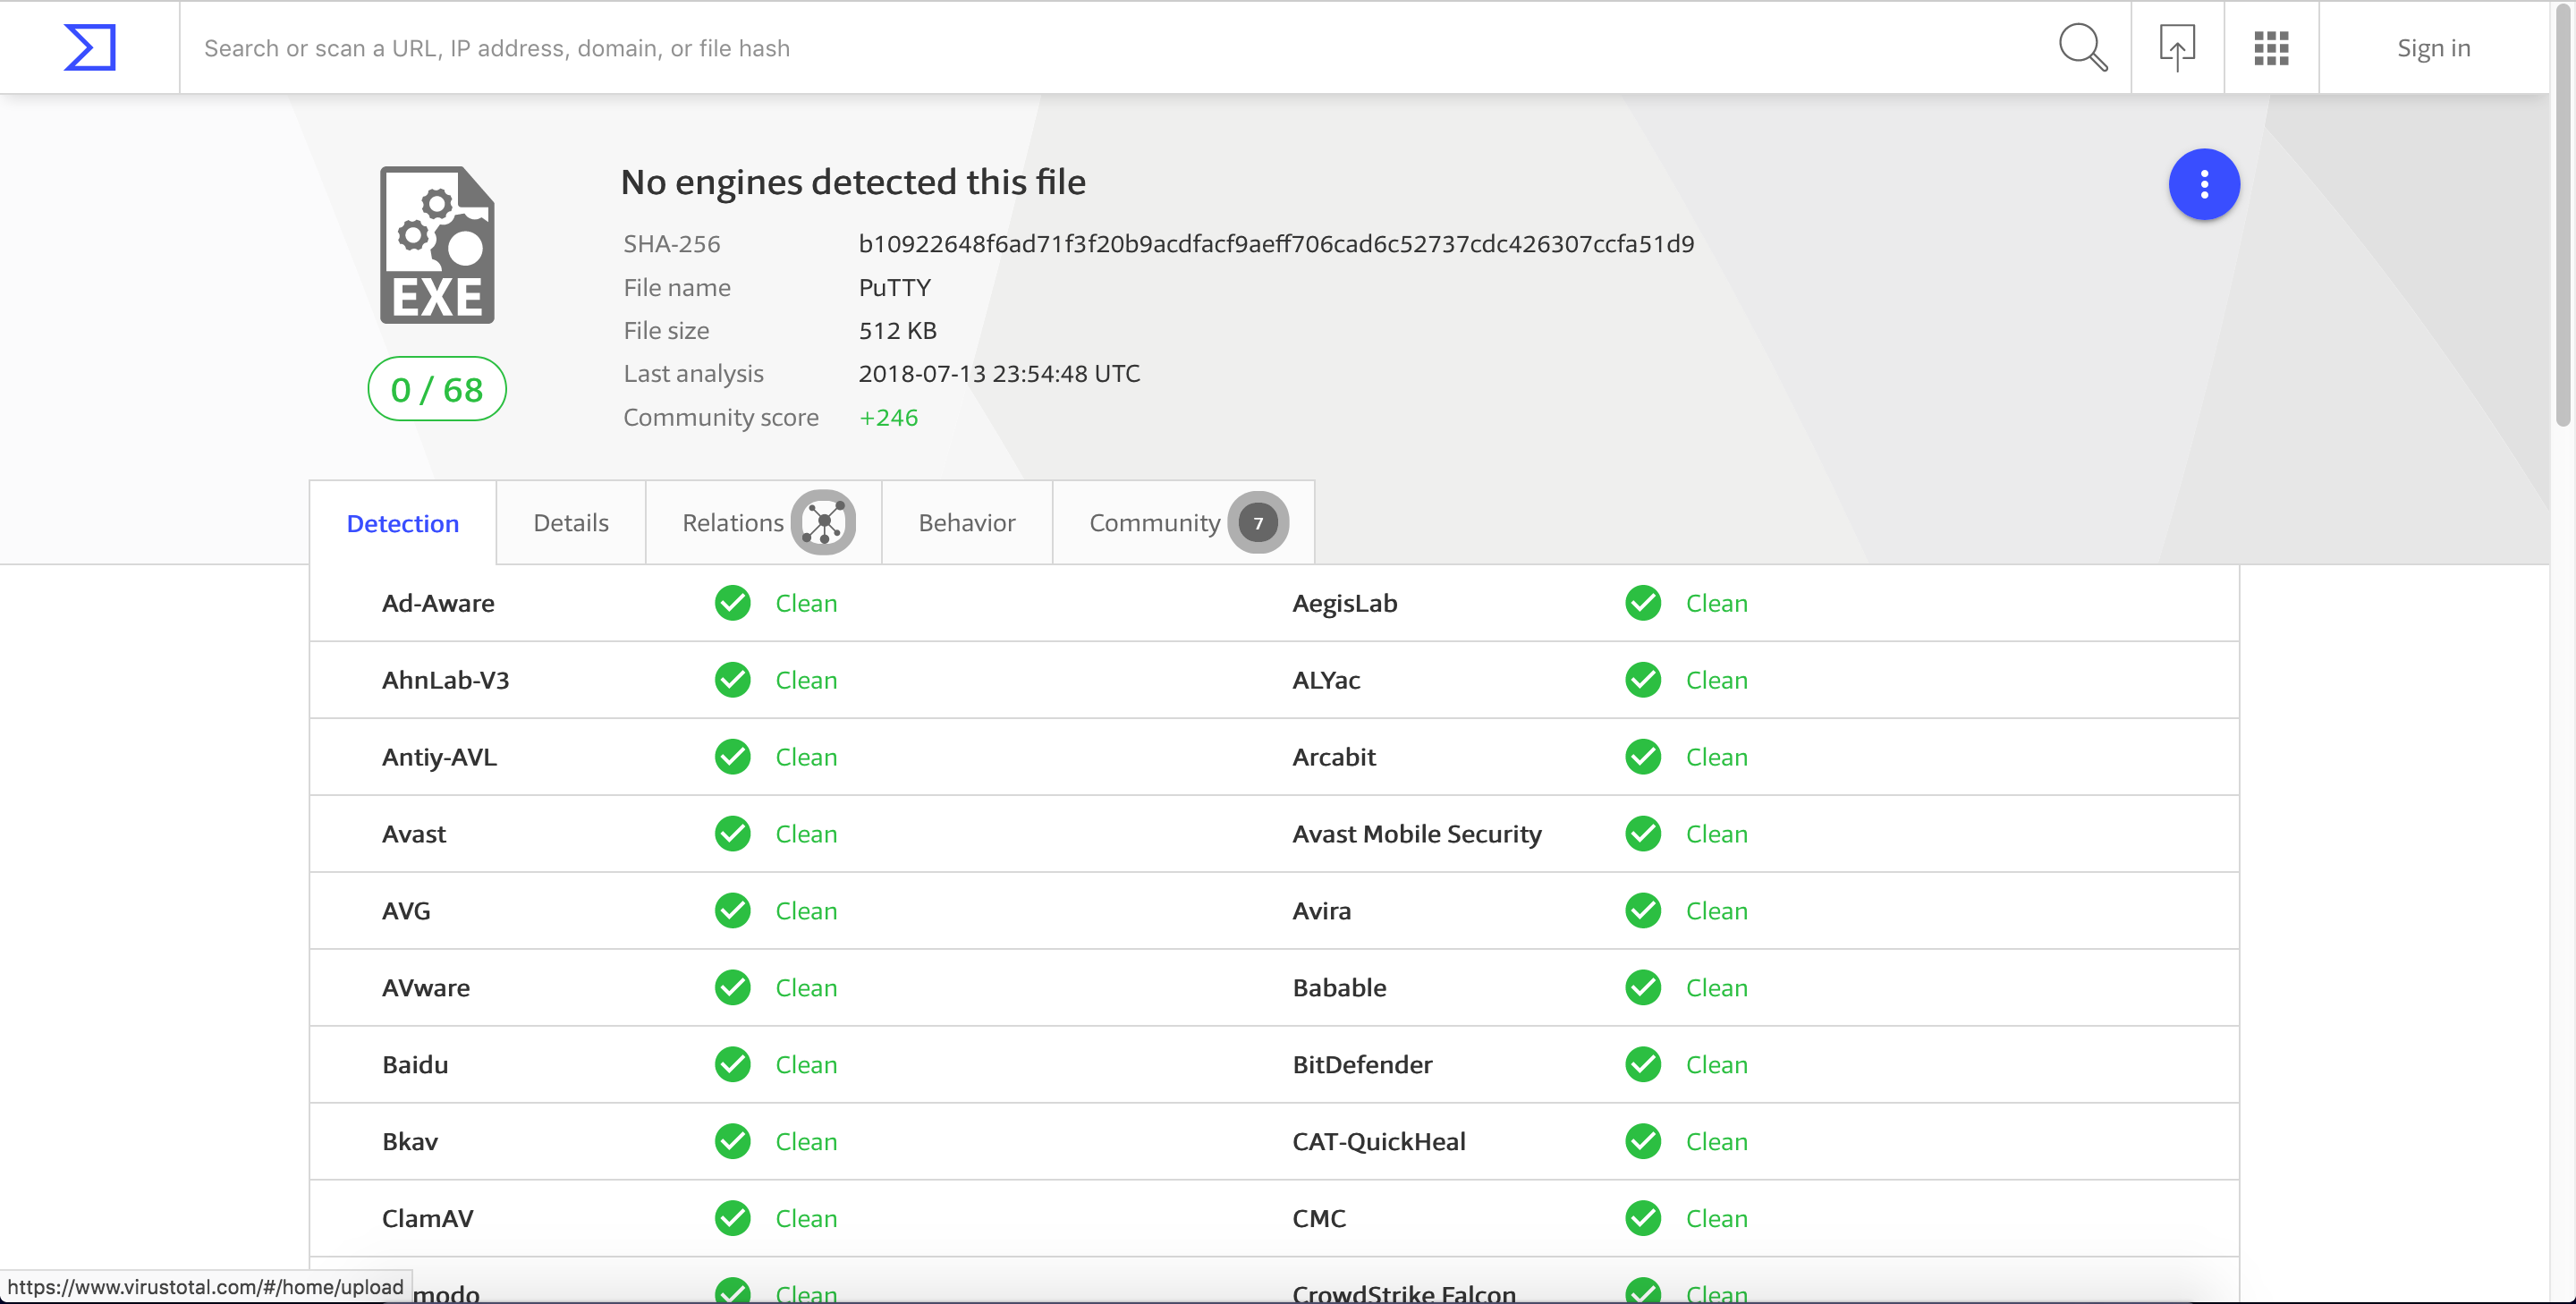 Search or scan a URL, IP address, domain, or file hash
Sign in
EXE
0 / 68
No engines detected this file
SHA-256 b10922648f6ad71f3f20b9acdfacf9aeff706cad6c52737cdc426307ccfa51d9
File name PuTTY
File size 512 KB
Last analysis 2018-07-13 23:54:48 UTC
Community score +246
Detection Details Relations Behavior Community 7
Ad-Aware Clean AegisLab Clean
AhnLab-V3 Clean ALYac Clean
Antiy-AVL Clean Arcabit Clean
Avast Clean Avast Mobile Security Clean
AVG Clean Avira Clean
AVware Clean Babable Clean
Baidu Clean BitDefender Clean
Bkav Clean CAT-QuickHeal Clean
ClamAV Clean CMC Clean
modo Clean CrowdStrike Falcon Clean
https://www.virustotal.com/#/home/upload